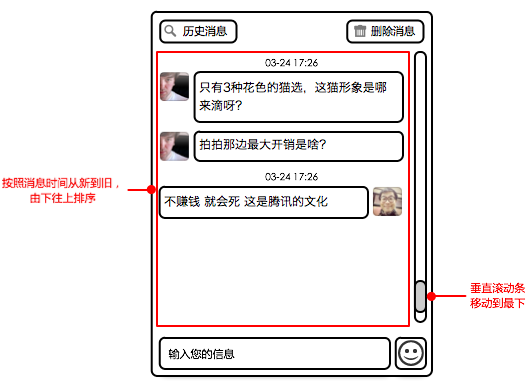 历史消息
删除消息
03-24 17:26
只有3种花色的猫选，这猫形象是哪
来滴呀？
拍拍那边最大开销是啥？
03-24 17:26
不赚钱 就会死 这是腾讯的文化
按照消息时间从新到旧，
由下往上排序
垂直滚动条
移动到最下
输入您的信息